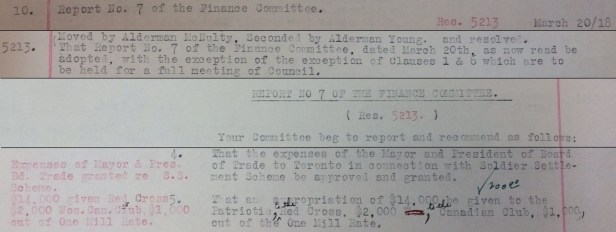 10. Report No. 7 of the Finance Committee.
Res. 5213 March 20/18
5213. Moved by Alderman McNulty, Seconded by Alderman Young. and resolved.
That Report No. 7 of the Finance Committee, dated March 20th, as now read be
adopted, with the exception of the exception of Clauses 1 & 6 which are to
be held for a full meeting of Council.
REPORT NO 7 OF THE FINANCE COMMITTEE.
( Res. 5213. )
Your Committee beg to report and recommend as follows:
4. That the expenses of the Mayor and President of Board
of Trade to Toronto in connection with Soldier Settle-
ment Scheme be approved and granted.
Expenses of Mayor & Pres.
Bd. Trade granted re S.S.
Scheme.
$14,000 given Red Cross
$2,000 Wom.Can.Club, $1,000
out of One Mill Rate.
5. That an appropriation of $14,000 be given to the
Patriotic, Red Cross, $2,000 to the Canadian Club, $1,000,
out of the One Mill Rate.